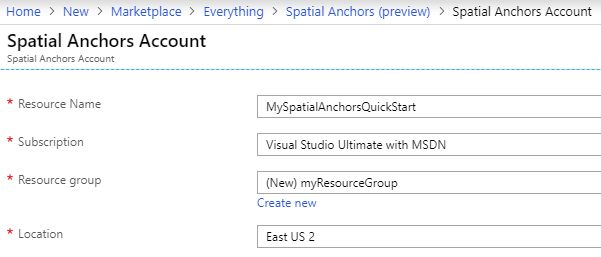 Home > New > Marketplace > Everything > Spatial Anchors (preview) > Spatial Anchors Account
Spatial Anchors Account
Spatial Anchors Account
* Resource Name MySpatialAnchorsQuickStart
* Subscription Visual Studio Ultimate with MSDN
* Resource group (New) myResourceGroup
Create new
* Location East US 2